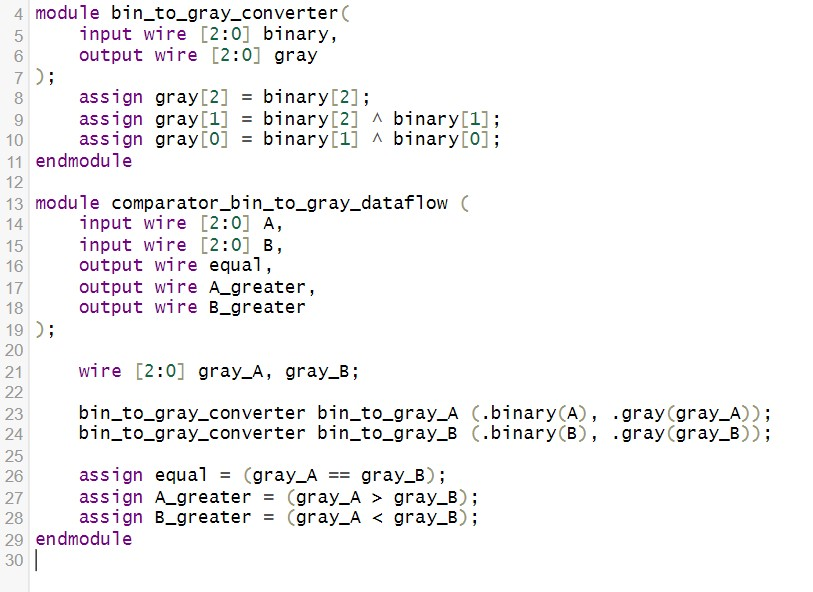 4 module bin_to_gray_converter(
5     input wire [2:0] binary,
6     output wire [2:0] gray
7 );
8     assign gray[2] = binary[2];
9     assign gray[1] = binary[2] ^ binary[1];
10     assign gray[0] = binary[1] ^ binary[0];
11 endmodule
12
13 module comparator_bin_to_gray_dataflow (
14     input wire [2:0] A,
15     input wire [2:0] B,
16     output wire equal,
17     output wire A_greater,
18     output wire B_greater
19 );
20
21     wire [2:0] gray_A, gray_B;
22
23     bin_to_gray_converter bin_to_gray_A (.binary(A), .gray(gray_A));
24     bin_to_gray_converter bin_to_gray_B (.binary(B), .gray(gray_B));
25
26     assign equal = (gray_A == gray_B);
27     assign A_greater = (gray_A > gray_B);
28     assign B_greater = (gray_A < gray_B);
29 endmodule
30